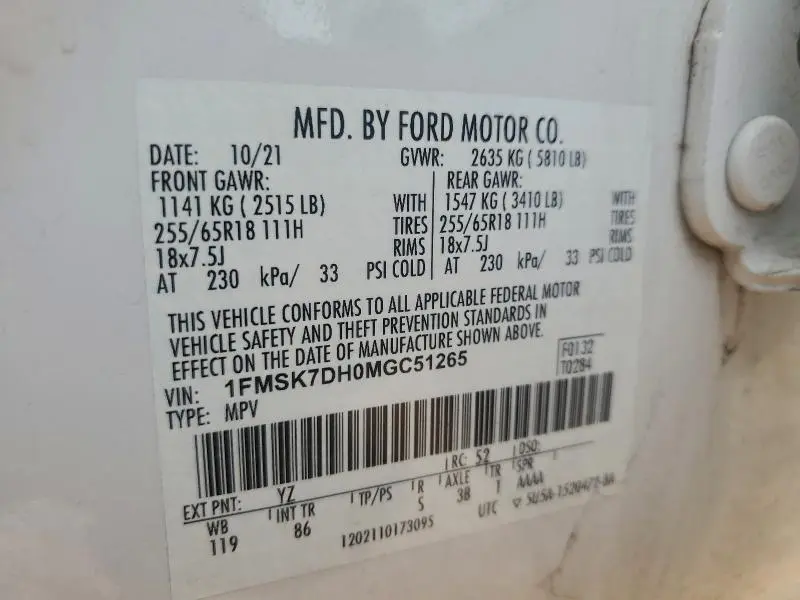 MFD. BY FORD MOTOR CO.
DATE: 10/21 GVWR: 2635 KG ( 5810 LB)
FRONT GAWR: REAR GAWR:
1141 KG ( 2515 LB) WITH 1547 KG ( 3410 LB) WITH
255/65R18 111H TIRES 255/65R18 111H TIRES
18x7.5J RIMS 18x7.5J RIMS
AT 230 kPa/ 33 PSI COLD AT 230 kPa/ 33 PSI COLD
THIS VEHICLE CONFORMS TO ALL APPLICABLE FEDERAL MOTOR
VEHICLE SAFETY AND THEFT PREVENTION STANDARDS IN
EFFECT ON THE DATE OF MANUFACTURE SHOWN ABOVE.
VIN: 1FMSK7DH0MGC51265 F0132
TYPE: MPV T0284
EXT PNT: YZ RC: 52 DSO:
WB INT TR TP/PS R AXLE TR SPR
119 86 S 38 T AAAA
1202110173095 UTC